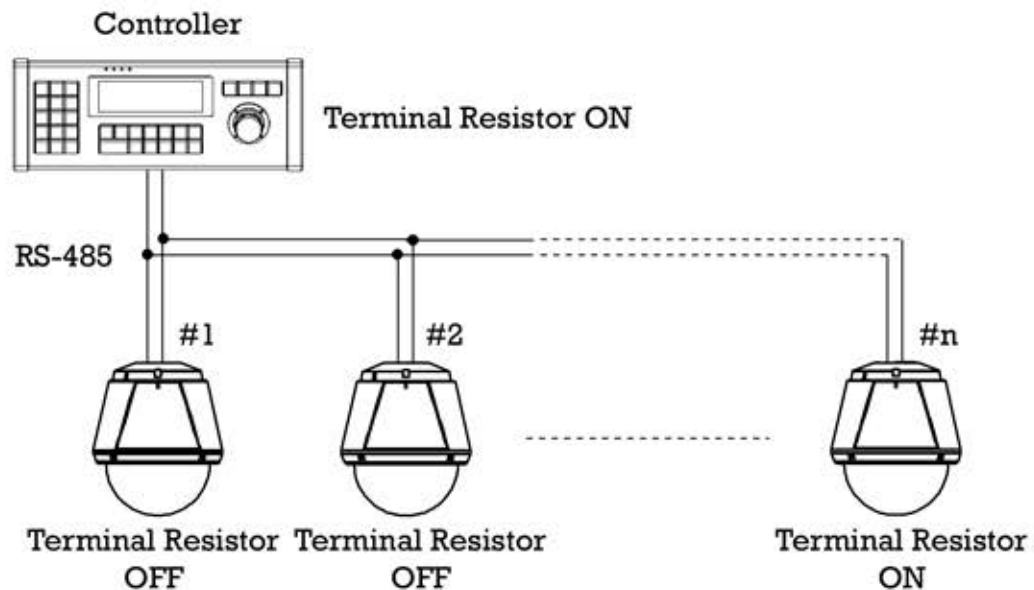 Controller
Terminal Resistor ON
RS-485
#1
#2
#n
Terminal Resistor
OFF
Terminal Resistor
OFF
Terminal Resistor
ON